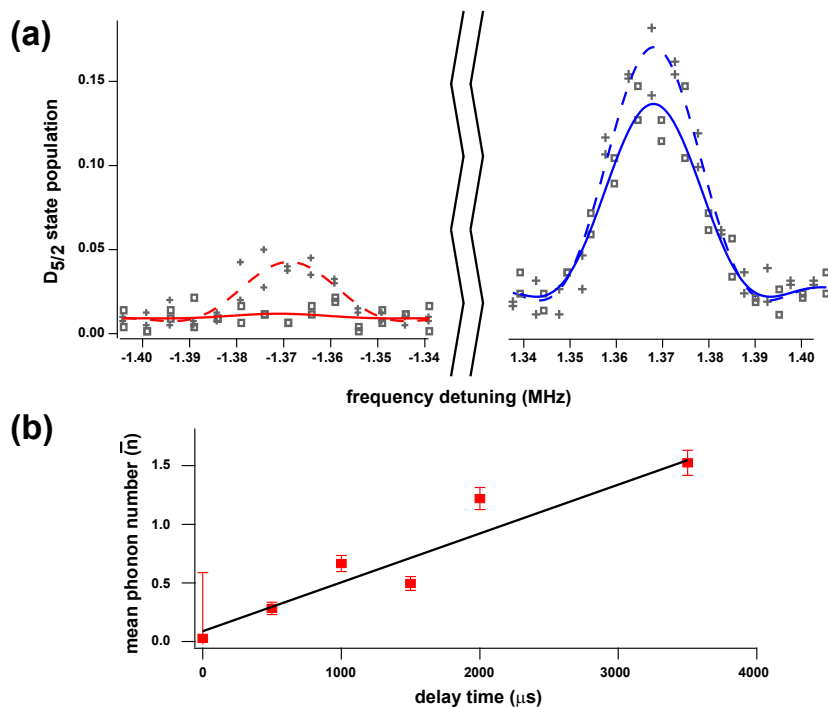 (a)
D5/2 state population
0.15
0.10
0.05
0.00
-1.40 -1.39 -1.38 -1.37 -1.36 -1.35 -1.34
1.34 1.35 1.36 1.37 1.38 1.39 1.40
frequency detuning (MHz)
(b)
mean phonon number (n̅)
1.5
1.0
0.5
0.0
0 1000 2000 3000 4000
delay time (μs)